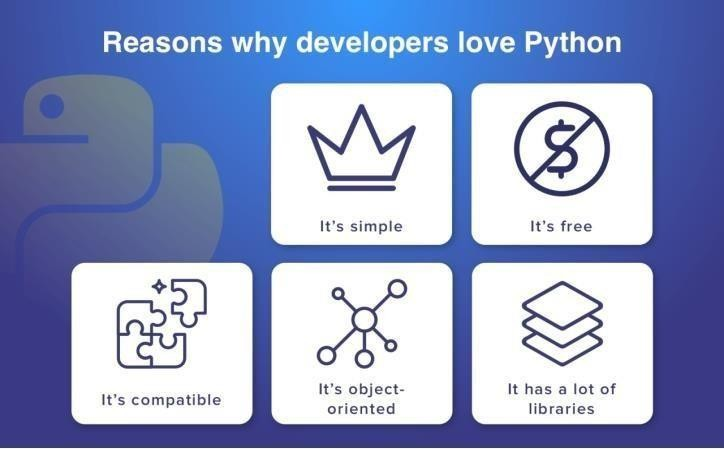 Reasons why developers love Python
It’s simple
It’s free
It’s compatible
It’s object-
oriented
It has a lot of
libraries